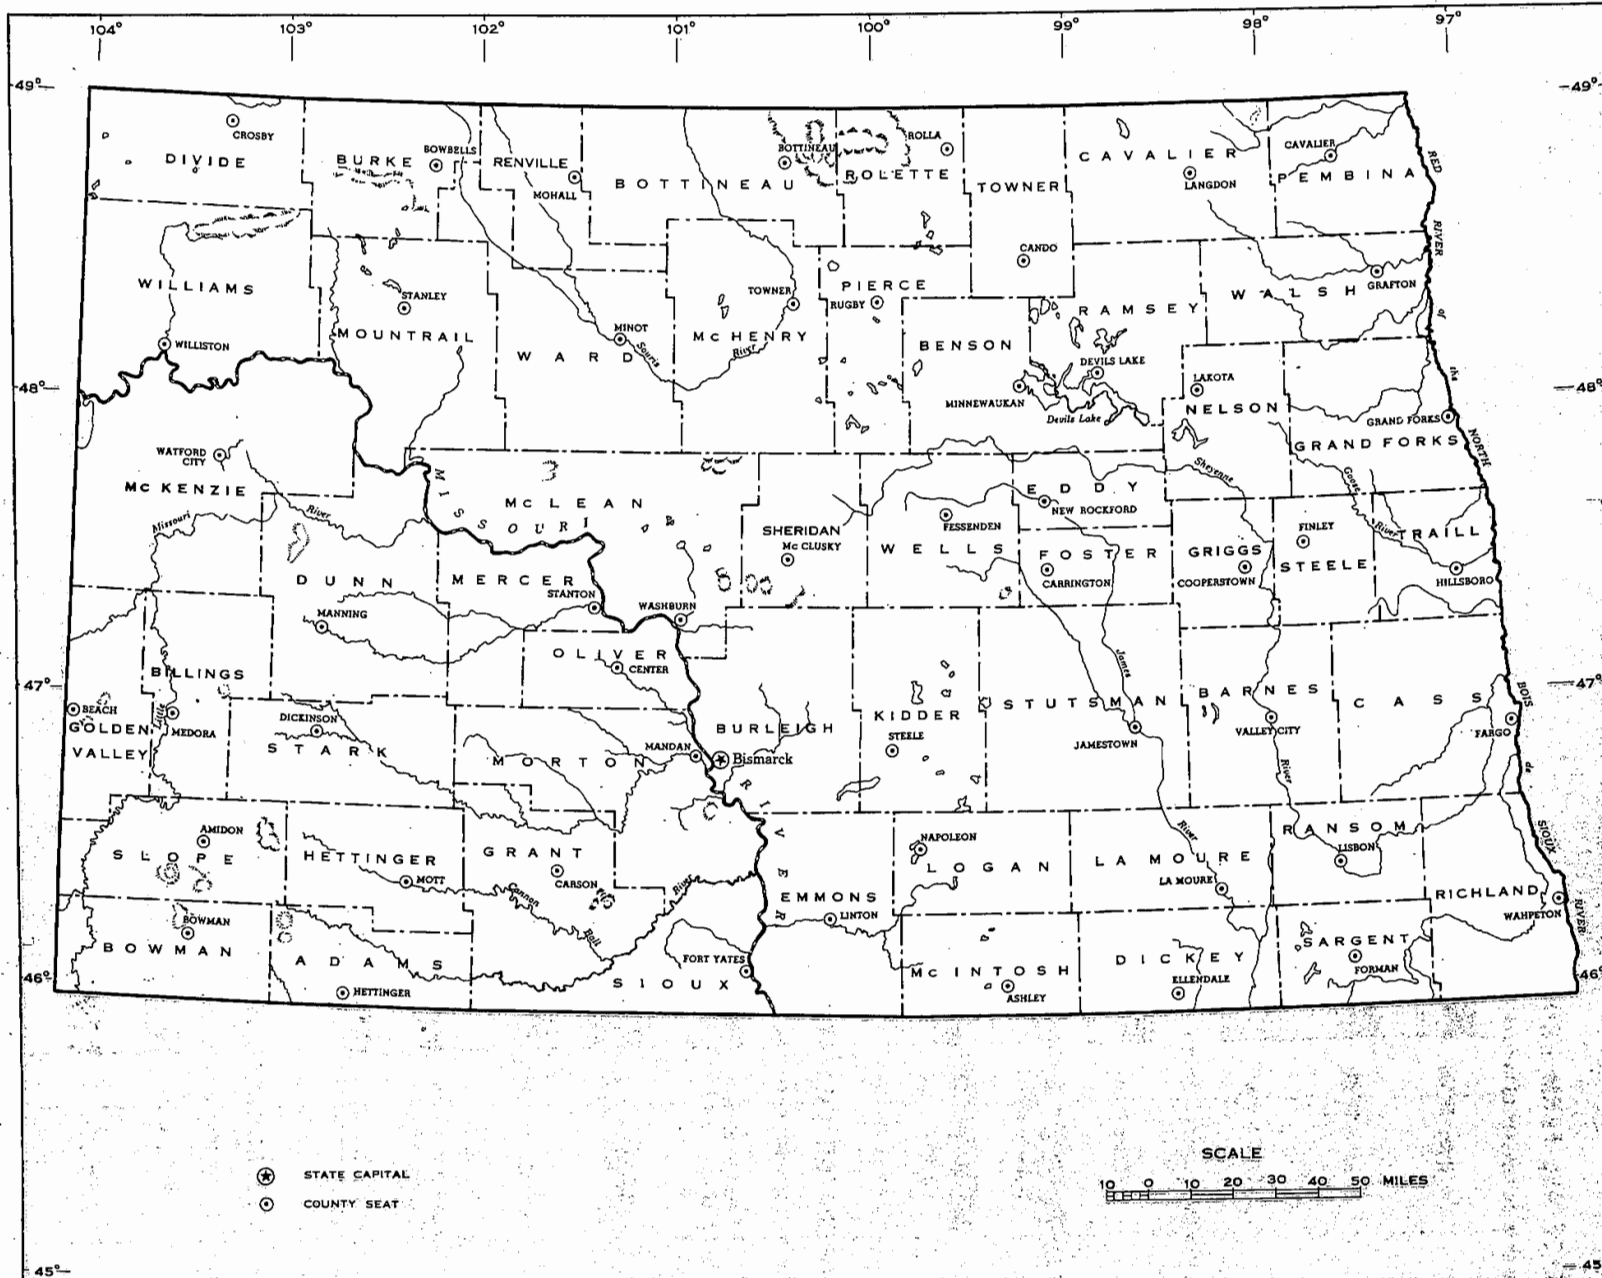 104° 103° 102° 101° 100° 99° 98° 97°
49° 49°
CROSBY
DIVIDE
BURKE
BOWBELLS
RENVILLE
MOHALL
BOTTINEAU
BOTTINEAU
ROLLA
ROLETTE
TOWNER
CAVALIER
LANGDON
CAVALIER
PEMBINA
RED
RIVER
of
the
NORTH
WILLIAMS
WILLISTON
STANLEY
MOUNTRAIL
WARD
MINOT
Souris
River
TOWNER
McHENRY
PIERCE
RUGBY
CANDO
BENSON
MINNEWAUKAN
RAMSEY
DEVILS LAKE
Devils Lake
WALSH
GRAFTON
LAKOTA
NELSON
GRAND FORKS
GRAND FORKS
48° 48°
WATFORD
CITY
McKENZIE
Missouri
River
MISSOURI
McLEAN
SHERIDAN
McCLUSKY
WELLS
FESSENDEN
EDDY
NEW ROCKFORD
FOSTER
CARRINGTON
Sheyenne
GRIGGS
COOPERSTOWN
FINLEY
STEELE
Goose
River
TRAILL
HILLSBORO
DUNN
MANNING
MERCER
STANTON
WASHBURN
OLIVER
CENTER
47° 47°
BILLINGS
BEACH
GOLDEN
VALLEY
Little
MEDORA
DICKINSON
STARK
MORTON
MANDAN
Bismarck
BURLEIGH
KIDDER
STEELE
STUTSMAN
James
JAMESTOWN
BARNES
VALLEY CITY
River
CASS
FARGO
BOIS
de
SIOUX
RIVER
RIVER
AMIDON
SLOPE
HETTINGER
MOTT
GRANT
CARSON
Cannon
Ball
River
EMMONS
LINTON
NAPOLEON
LOGAN
LA MOURE
LA MOURE
River
RANSOM
LISBON
RICHLAND
WAHPETON
BOWMAN
BOWMAN
ADAMS
HETTINGER
FORT YATES
SIOUX
McINTOSH
ASHLEY
DICKEY
ELLENDALE
SARGENT
FORMAN
46° 46°
STATE CAPITAL
COUNTY SEAT
SCALE
10 0 10 20 30 40 50 MILES
45° 45